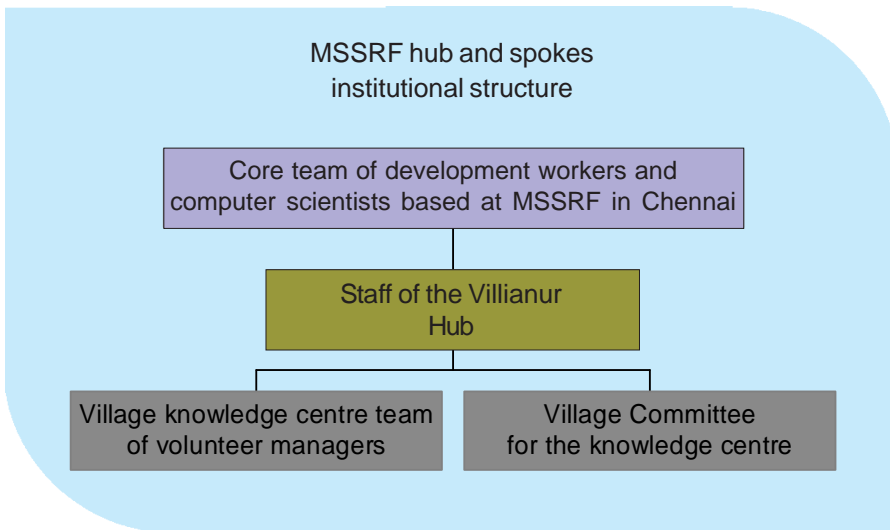 MSSRF hub and spokes
institutional structure
Core team of development workers and
computer scientists based at MSSRF in Chennai
Staff of the Villianur
Hub
Village knowledge centre team
of volunteer managers
Village Committee
for the knowledge centre